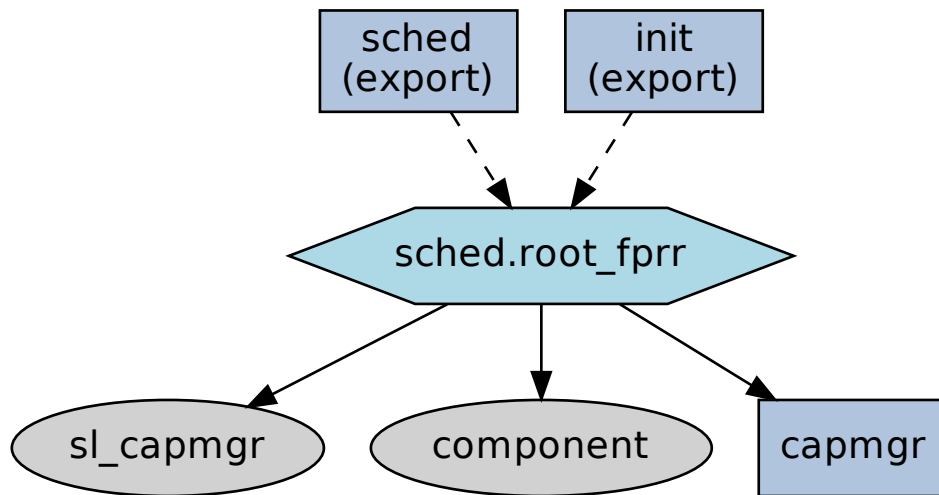 sched
(export)
init
(export)
sched.root_fprr
sl_capmgr
component
capmgr